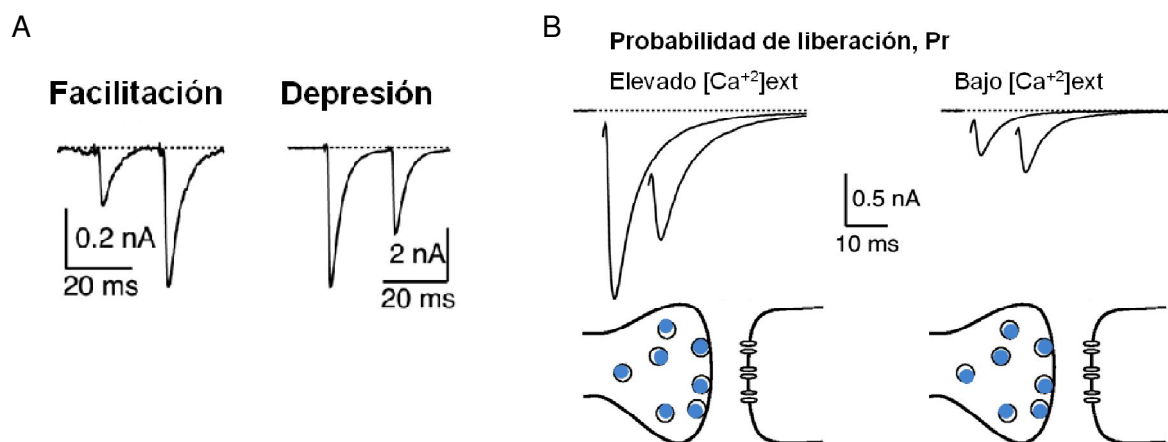 A
Facilitación
Depresión
0.2 nA
20 ms
2 nA
20 ms
B
Probabilidad de liberación, Pr
Elevado [Ca⁺²]ext
Bajo [Ca⁺²]ext
0.5 nA
10 ms